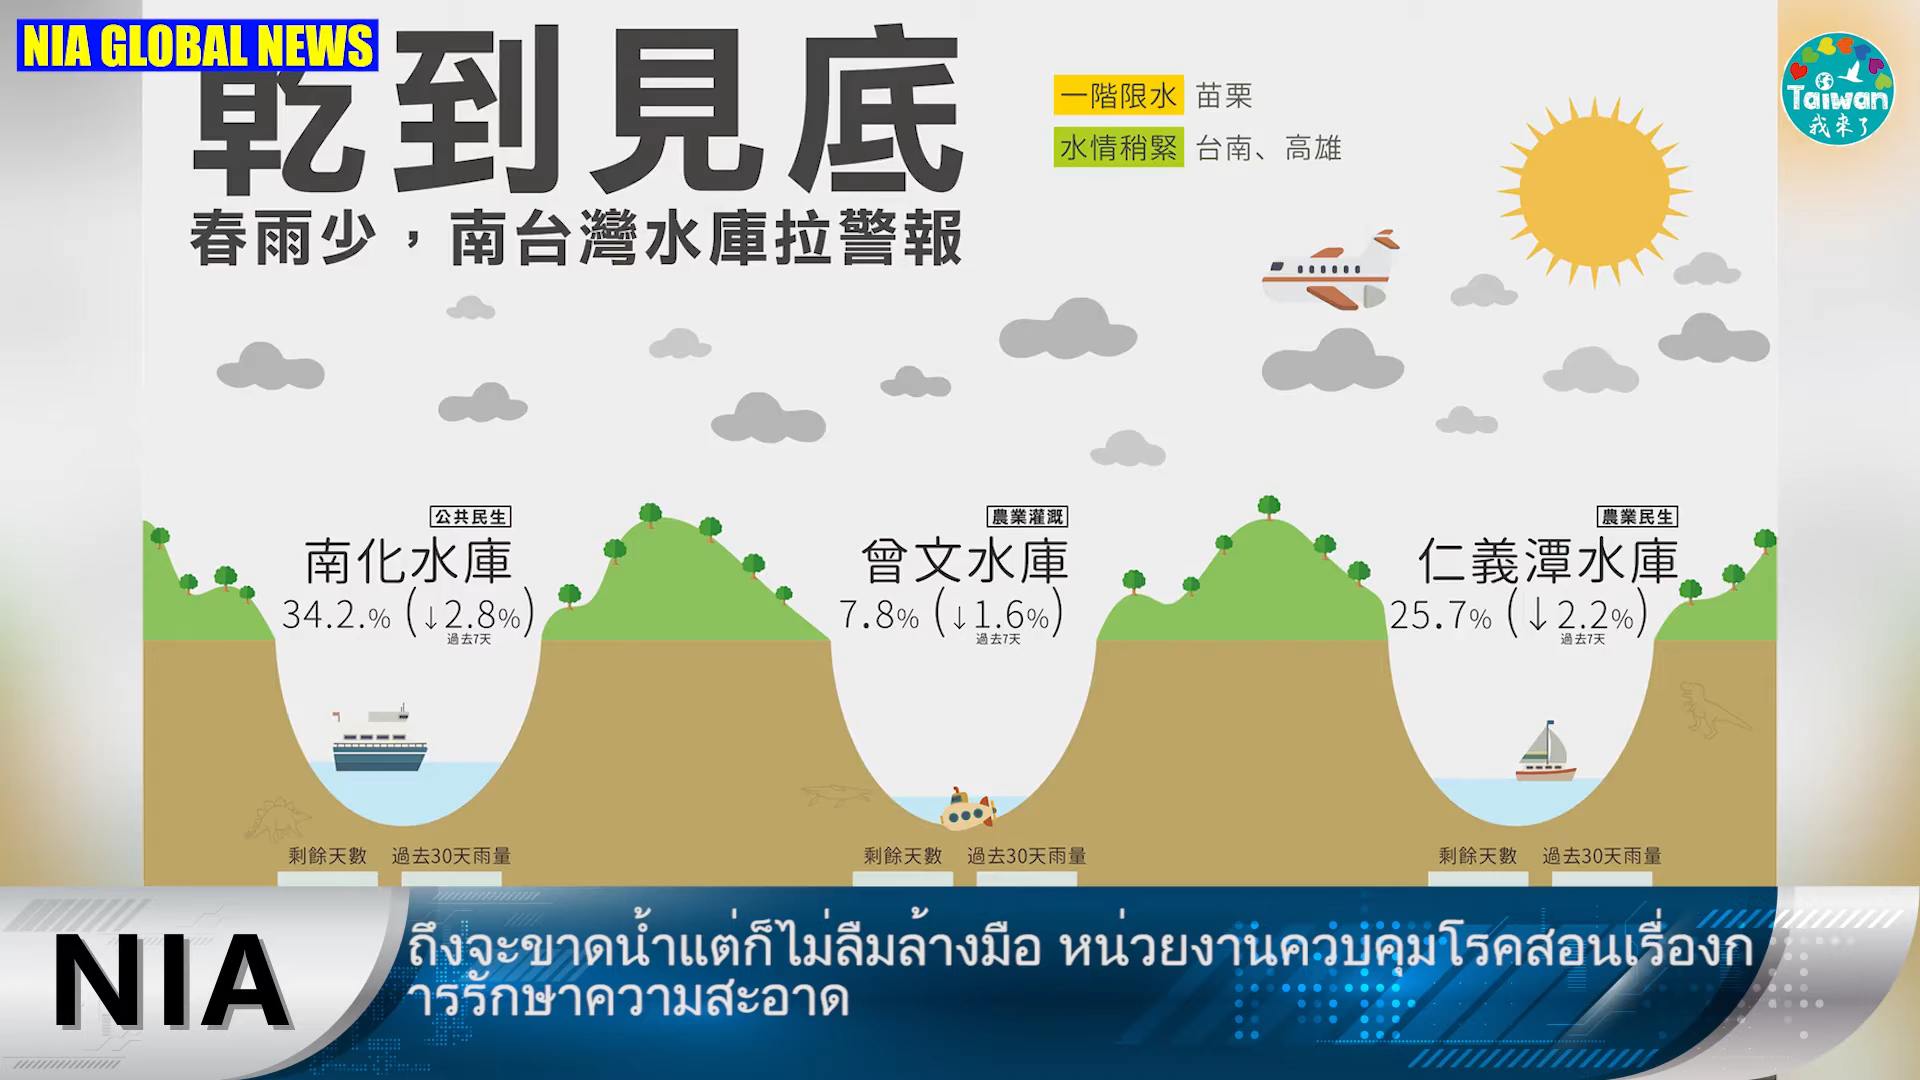 NIA GLOBAL NEWS
乾到見底
春雨少，南台灣水庫拉警報
一階限水 苗栗
水情稍緊 台南、高雄
Taiwan
我來了
公共民生
南化水庫
34.2.% (↓2.8%)
過去7天
農業灌溉
曾文水庫
7.8% (↓1.6%)
過去7天
農業民生
仁義潭水庫
25.7% (↓2.2%)
過去7天
剩餘天數 過去30天雨量
剩餘天數 過去30天雨量
剩餘天數 過去30天雨量
NIA
ถึงจะขาดน้ำแต่ก็ไม่ลืมล้างมือ หน่วยงานควบคุมโรคสอนเรื่องก
ารรักษาความสะอาด